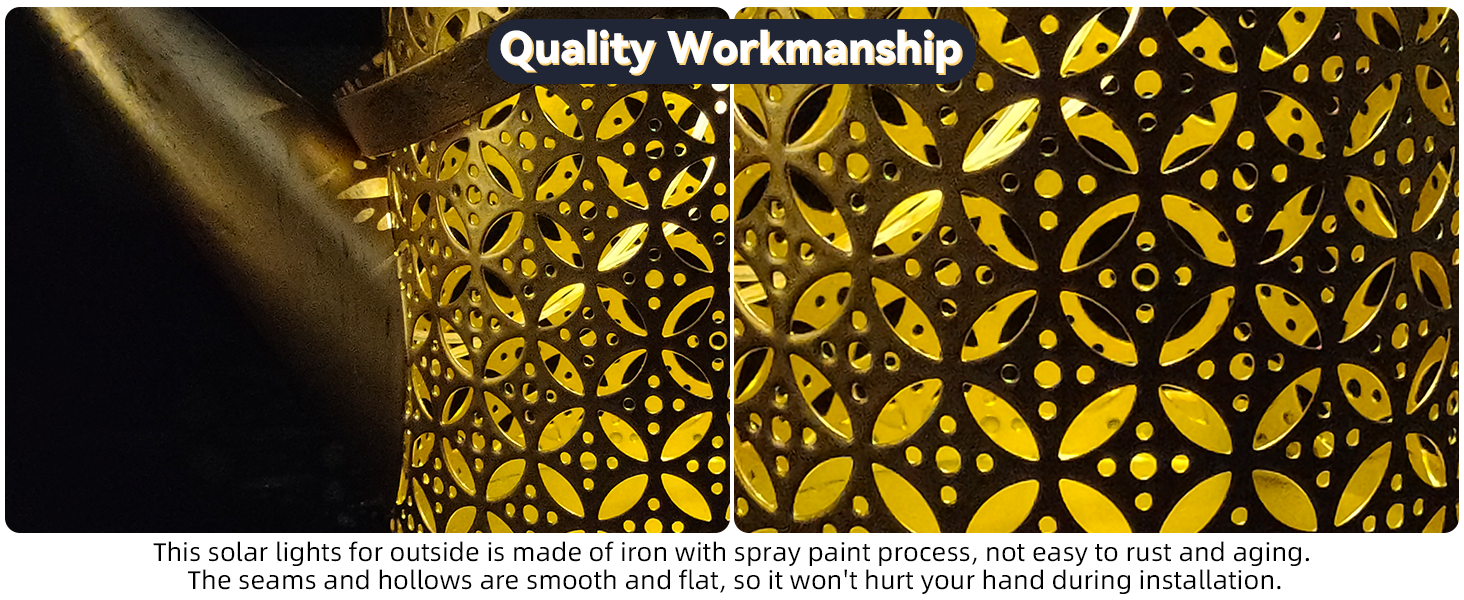 Quality Workmanship
This solar lights for outside is made of iron with spray paint process, not easy to rust and aging.
The seams and hollows are smooth and flat, so it won't hurt your hand during installation.